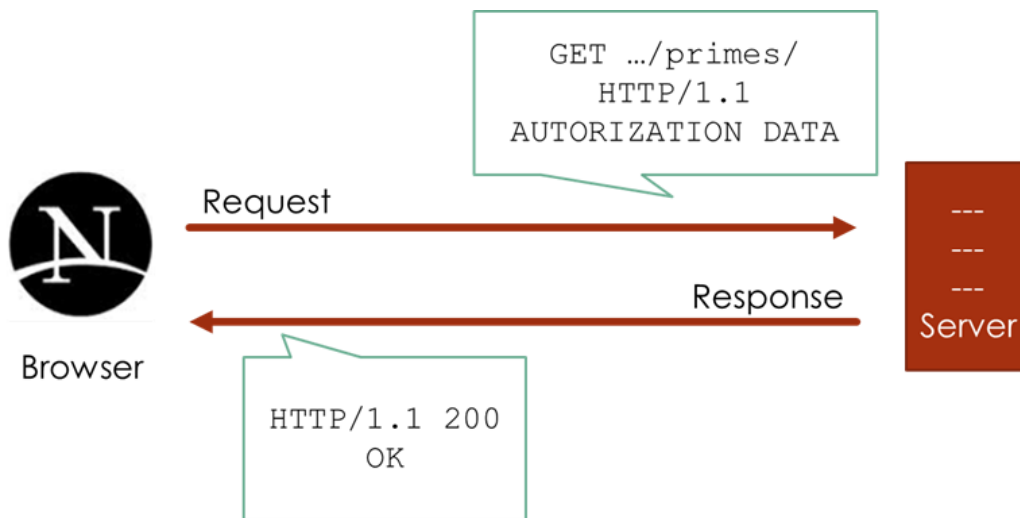 GET …/primes/
HTTP/1.1
AUTORIZATION DATA
Request
N
---
---
---
Server
Response
Browser
HTTP/1.1 200
OK